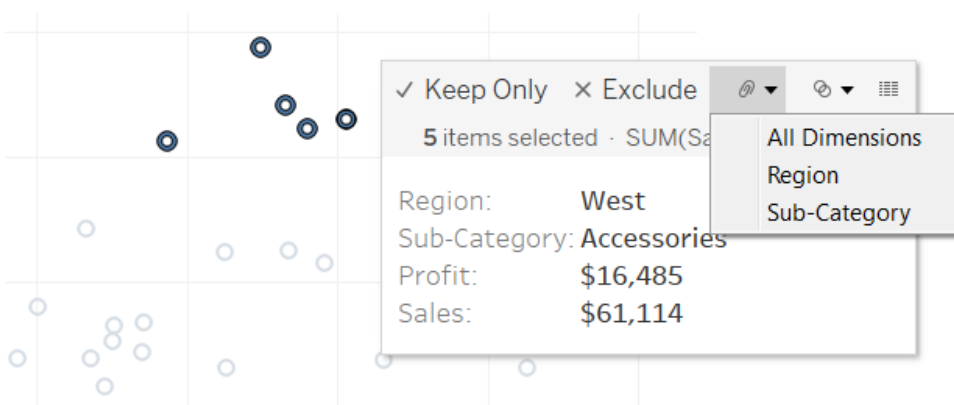 ✓ Keep Only × Exclude
5 items selected · SUM(Sa
All Dimensions
Region
Sub-Category
Region: West
Sub-Category: Accessories
Profit: $16,485
Sales: $61,114